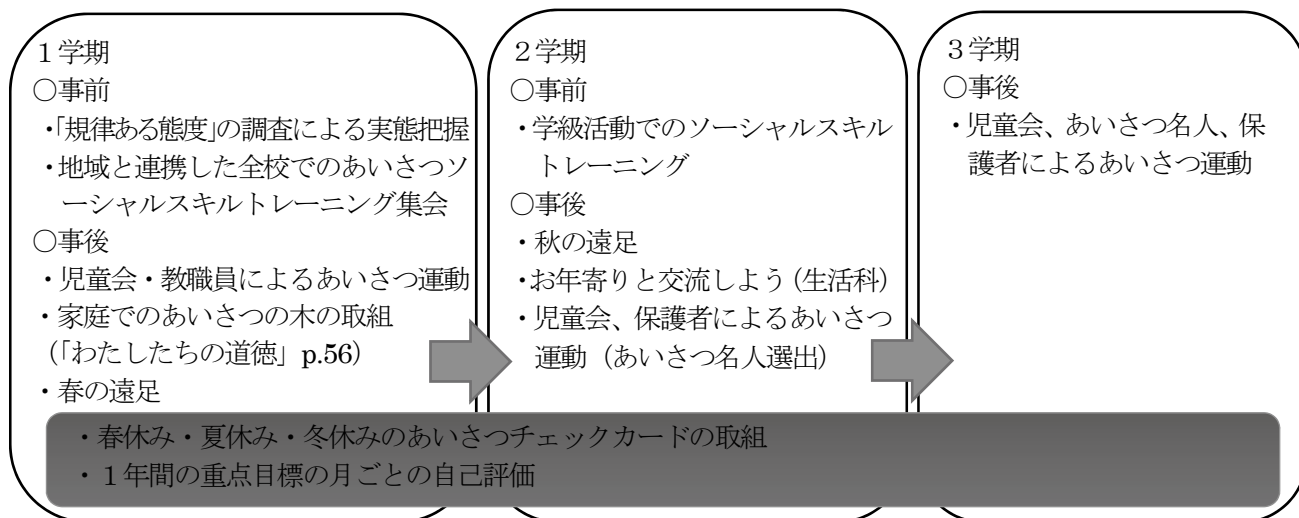 １学期
○事前
・｢規律ある態度｣の調査による実態把握
・地域と連携した全校でのあいさつソ
ーシャルスキルトレーニング集会
○事後
・児童会・教職員によるあいさつ運動
・家庭でのあいさつの木の取組
（「わたしたちの道徳」p.56）
・春の遠足
２学期
○事前
・学級活動でのソーシャルスキル
トレーニング
○事後
・秋の遠足
・お年寄りと交流しよう（生活科）
・児童会、保護者によるあいさつ
運動（あいさつ名人選出）
３学期
○事後
・児童会、あいさつ名人、保
護者によるあいさつ運動
・春休み・夏休み・冬休みのあいさつチェックカードの取組
・１年間の重点目標の月ごとの自己評価